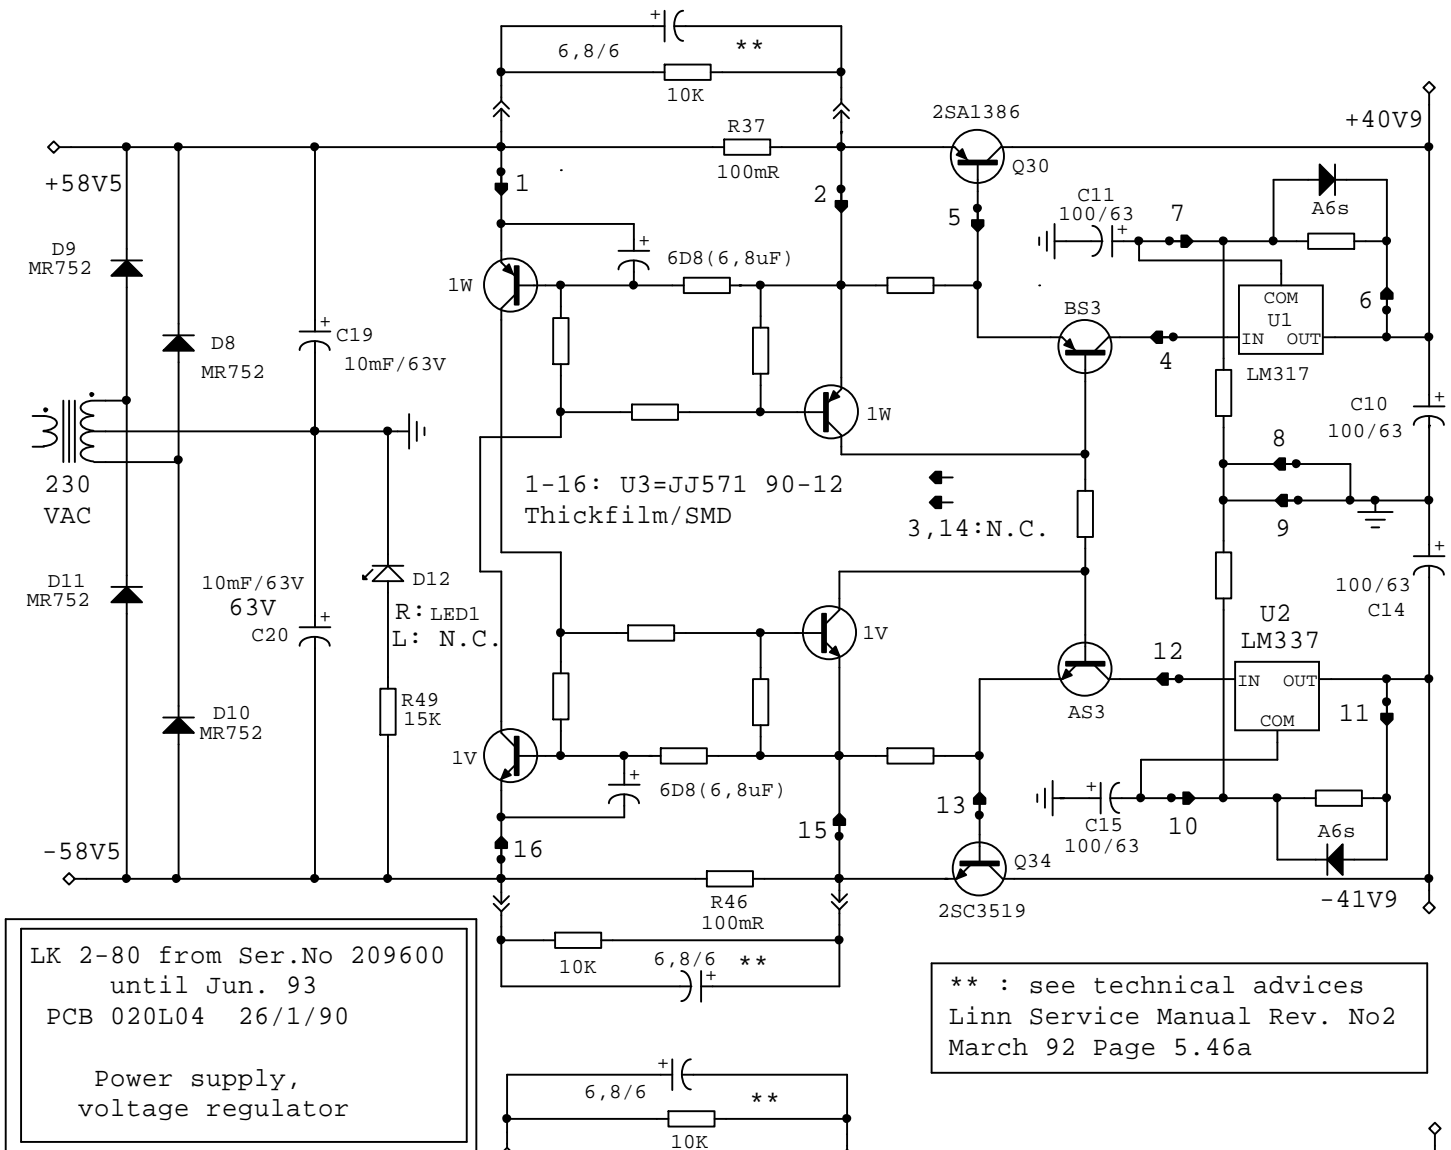 6,8/6
**
10K
2SA1386
+40V9
R37
100mR
Q30
+58V5
1
2
5
C11
100/63
7
A6s
D9
MR752
6D8(6,8uF)
1W
BS3
COM
U1
IN OUT
LM317
6
4
C19
10mF/63V
D8
MR752
1W
C10
100/63
230
VAC
1-16: U3=JJ571 90-12
Thickfilm/SMD
3,14:N.C.
8
9
D11
MR752
10mF/63V
63V
C20
D12
R: LED1
L: N.C.
100/63
C14
1V
U2
LM337
12
IN OUT
COM
AS3
11
R49
15K
D10
MR752
1V
6D8(6,8uF)
13
15
C15
100/63
10
A6s
-58V5
16
Q34
R46
100mR
2SC3519
-41V9
10K
6,8/6
**
LK 2-80 from Ser.No 209600
until Jun. 93
PCB 020L04 26/1/90
Power supply,
voltage regulator
** : see technical advices
Linn Service Manual Rev. No2
March 92 Page 5.46a
6,8/6
**
10K